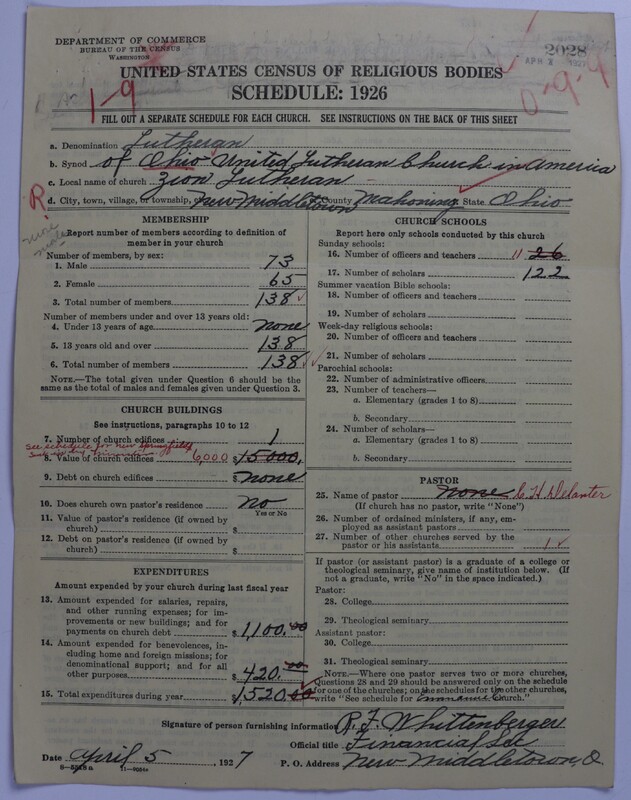 DEPARTMENT OF COMMERCE
BUREAU OF THE CENSUS
WASHINGTON
2028
APR 1927
UNITED STATES CENSUS OF RELIGIOUS BODIES
SCHEDULE: 1926
1-9
0-9-9
FILL OUT A SEPARATE SCHEDULE FOR EACH CHURCH. SEE INSTRUCTIONS ON THE BACK OF THIS SHEET
a. Denomination Lutheran
b. Synod of Ohio United Lutheran Church in America
c. Local name of church Zion Lutheran
R
d. City, town, village, or township, New Middletown County Mahoning State Ohio
MEMBERSHIP
Report number of members according to definition of
member in your church
Number of members, by sex:
1. Male 73
2. Female 65
3. Total number of members 138
Number of members under and over 13 years old:
4. Under 13 years of age none
5. 13 years old and over 138
6. Total number of members 138
NOTE.—The total given under Question 6 should be
the same as the total of males and females given under Question 3.
CHURCH BUILDINGS
See instructions, paragraphs 10 to 12
7. Number of church edifices 1
see schedule for new Springfield
8. Value of church edifices 6,000 $ 15000.
9. Debt on church edifices $ none
10. Does church own pastor's residence no
Yes or No
11. Value of pastor's residence (if owned by
church) $
12. Debt on pastor's residence (if owned by
church) $
EXPENDITURES
Amount expended by your church during last fiscal year
13. Amount expended for salaries, repairs,
and other running expenses; for im-
provements or new buildings; and for
payments on church debt $ 1,100.00
14. Amount expended for benevolences, in-
cluding home and foreign missions; for
denominational support; and for all
other purposes $ 420.00
15. Total expenditures during year $ 1520.00
CHURCH SCHOOLS
Report here only schools conducted by this church
Sunday schools:
16. Number of officers and teachers 11 26
17. Number of scholars 122
Summer vacation Bible schools:
18. Number of officers and teachers
19. Number of scholars
Week-day religious schools:
20. Number of officers and teachers
21. Number of scholars
Parochial schools:
22. Number of administrative officers
23. Number of teachers—
a. Elementary (grades 1 to 8)
b. Secondary
24. Number of scholars—
a. Elementary (grades 1 to 8)
b. Secondary
PASTOR
25. Name of pastor none C. H.
(If church has no pastor, write "None")
26. Number of ordained ministers, if any, em-
ployed as assistant pastors
27. Number of other churches served by the
pastor or his assistants 1
If pastor (or assistant pastor) is a graduate of a college or
theological seminary, give name of institution below. (If
not a graduate, write "No" in the space indicated.)
Pastor:
28. College
29. Theological seminary
Assistant pastor:
30. College
31. Theological seminary
NOTE.—Where one pastor serves two or more churches,
Questions 28 and 29 should be answered only on the schedule
for one of the churches; on the schedules for the other churches,
write "See schedule for Emmanuel Church."
Signature of person furnishing information R. F. Whittenberger
Official title Financial Sec
Date April 5, 1927 P. O. Address New Middletown, O.